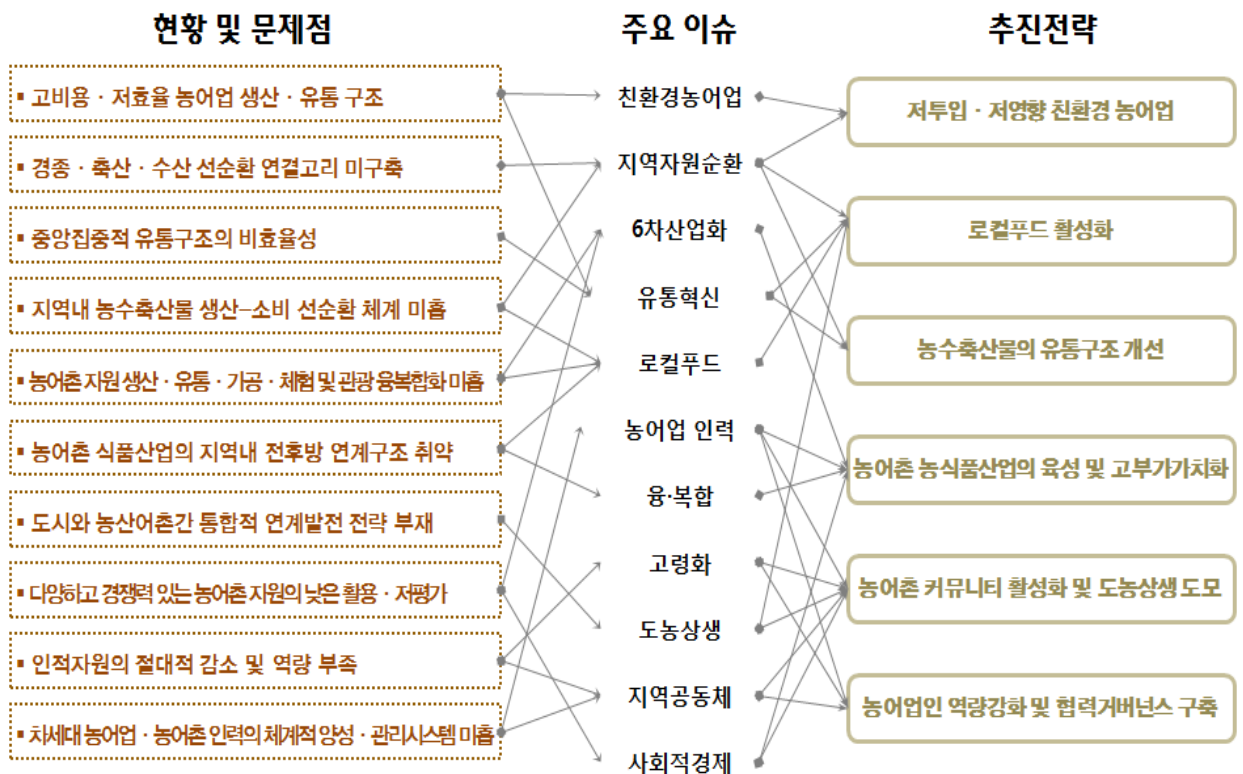 현황 및 문제점
주요 이슈
추진전략
▪ 고비용 · 저효율 농어업 생산 · 유통 구조
▪ 경종 · 축산 · 수산 선순환 연결고리 미구축
▪ 중앙집중적 유통구조의 비효율성
▪ 지역내 농수축산물 생산–소비 선순환 체계 미흡
▪ 농어촌 자원 생산 · 유통 · 가공 · 체험 및 관광 융복합화 미흡
▪ 농어촌 식품산업의 지역내 전후방 연계구조 취약
▪ 도시와 농산어촌간 통합적 연계발전 전략 부재
▪ 다양하고 경쟁력 있는 농어촌 자원의 낮은 활용 · 저평가
▪ 인적자원의 절대적 감소 및 역량 부족
▪ 차세대 농어업 · 농어촌 인력의 체계적 양성 · 관리시스템 미흡
친환경농어업
지역자원순환
6차산업화
유통혁신
로컬푸드
농어업 인력
융·복합
고령화
도농상생
지역공동체
사회적경제
저투입 · 저영향 친환경 농어업
로컬푸드 활성화
농수축산물의 유통구조 개선
농어촌 농식품산업의 육성 및 고부가가치화
농어촌 커뮤니티 활성화 및 도농상생 도모
농어업인 역량강화 및 협력거버넌스 구축